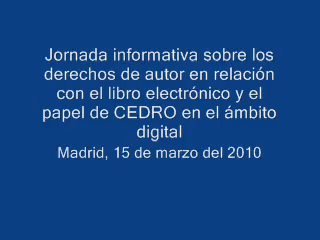 Jornada informativa sobre los
derechos de autor en relación
con el libro electrónico y el
papel de CEDRO en el ámbito
digital
Madrid, 15 de marzo del 2010